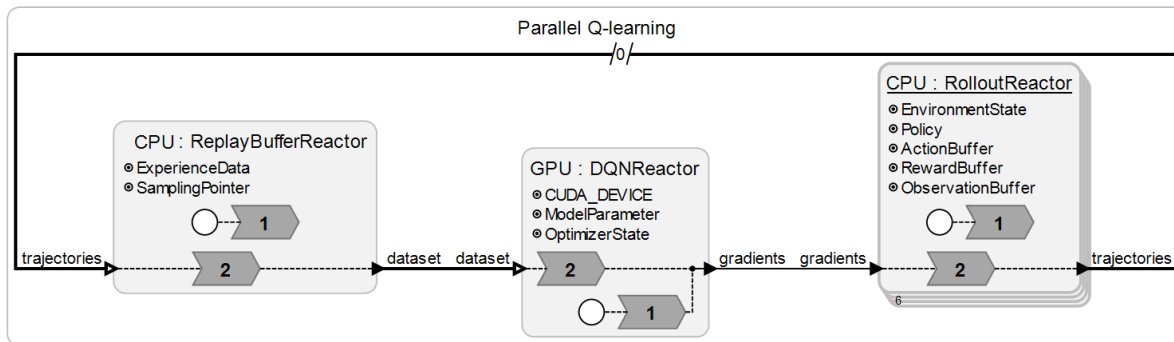 Parallel Q-learning
0
CPU : ReplayBufferReactor
ExperienceData
SamplingPointer
1
2
trajectories
dataset
GPU : DQNReactor
CUDA_DEVICE
ModelParameter
OptimizerState
2
1
dataset
gradients
CPU : RolloutReactor
EnvironmentState
Policy
ActionBuffer
RewardBuffer
ObservationBuffer
1
2
gradients
trajectories
6